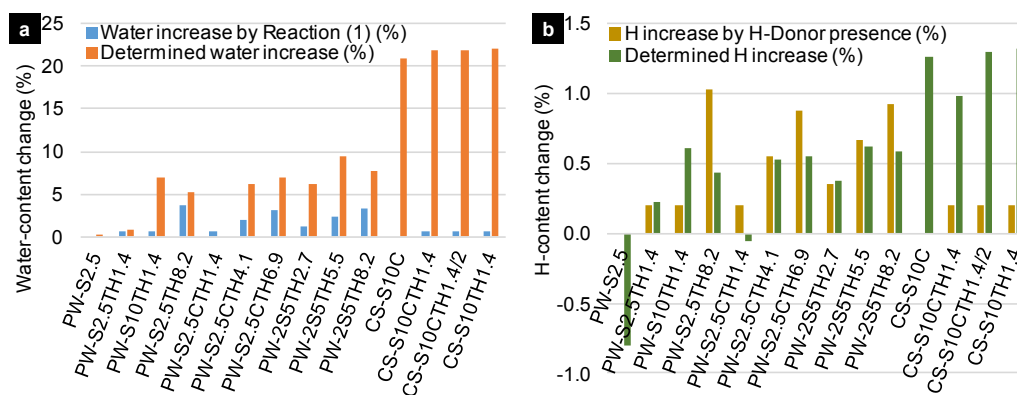 a
25
20
15
10
5
0
Water-content change (%)
Water increase by Reaction (1) (%)
Determined water increase (%)
PW-S2.5
PW-S2.5TH1.4
PW-S10TH1.4
PW-S2.5TH8.2
PW-S2.5CTH1.4
PW-S2.5CTH4.1
PW-S2.5CTH6.9
PW-2S5TH2.7
PW-2S5TH5.5
PW-2S5TH8.2
CS-S10C
CS-S10CTH1.4
CS-S10CTH1.4/2
CS-S10TH1.4
b
1.5
1.0
0.5
0.0
-0.5
-1.0
H-content change (%)
H increase by H-Donor presence (%)
Determined H increase (%)
PW-S2.5
PW-S2.5TH1.4
PW-S10TH1.4
PW-S2.5TH8.2
PW-S2.5CTH1.4
PW-S2.5CTH4.1
PW-S2.5CTH6.9
PW-2S5TH2.7
PW-2S5TH5.5
PW-2S5TH8.2
CS-S10C
CS-S10CTH1.4
CS-S10CTH1.4/2
CS-S10TH1.4